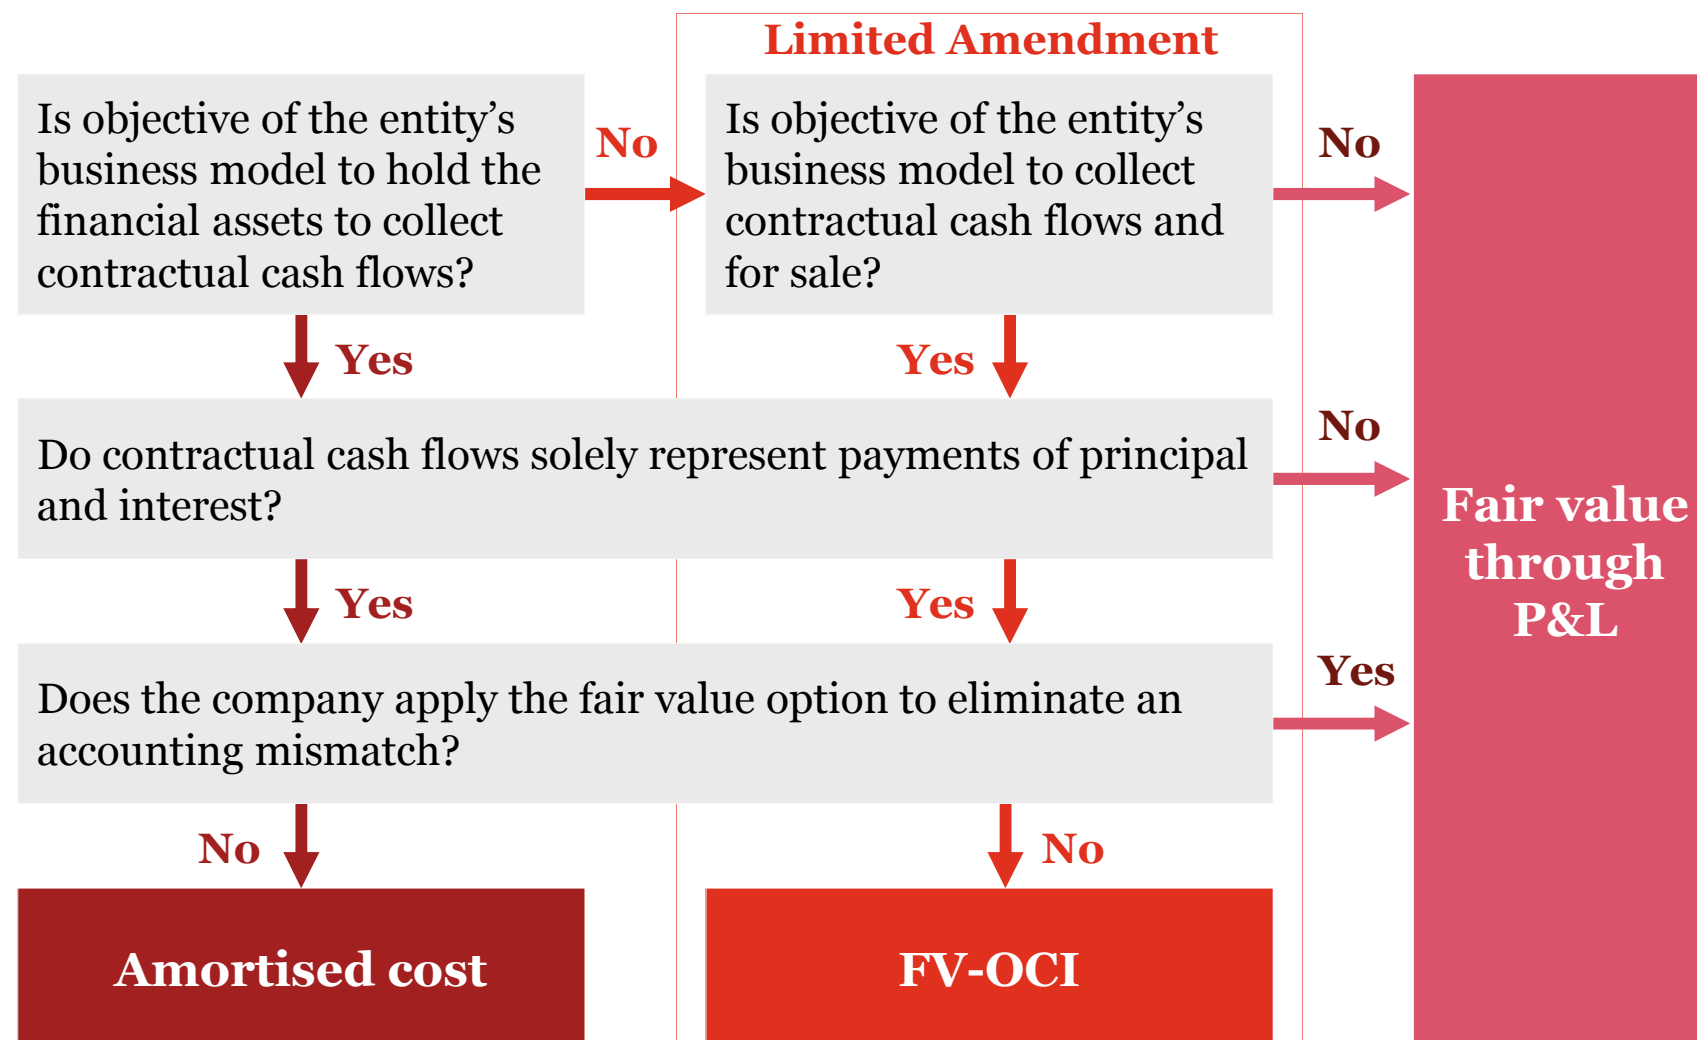 Limited Amendment
Is objective of the entity’s
business model to hold the
financial assets to collect
contractual cash flows?
No
Is objective of the entity’s
business model to collect
contractual cash flows and
for sale?
No
Yes
Yes
Do contractual cash flows solely represent payments of principal
and interest?
No
Yes
Yes
Does the company apply the fair value option to eliminate an
accounting mismatch?
Yes
No
No
Amortised cost
FV-OCI
Fair value
through
P&L